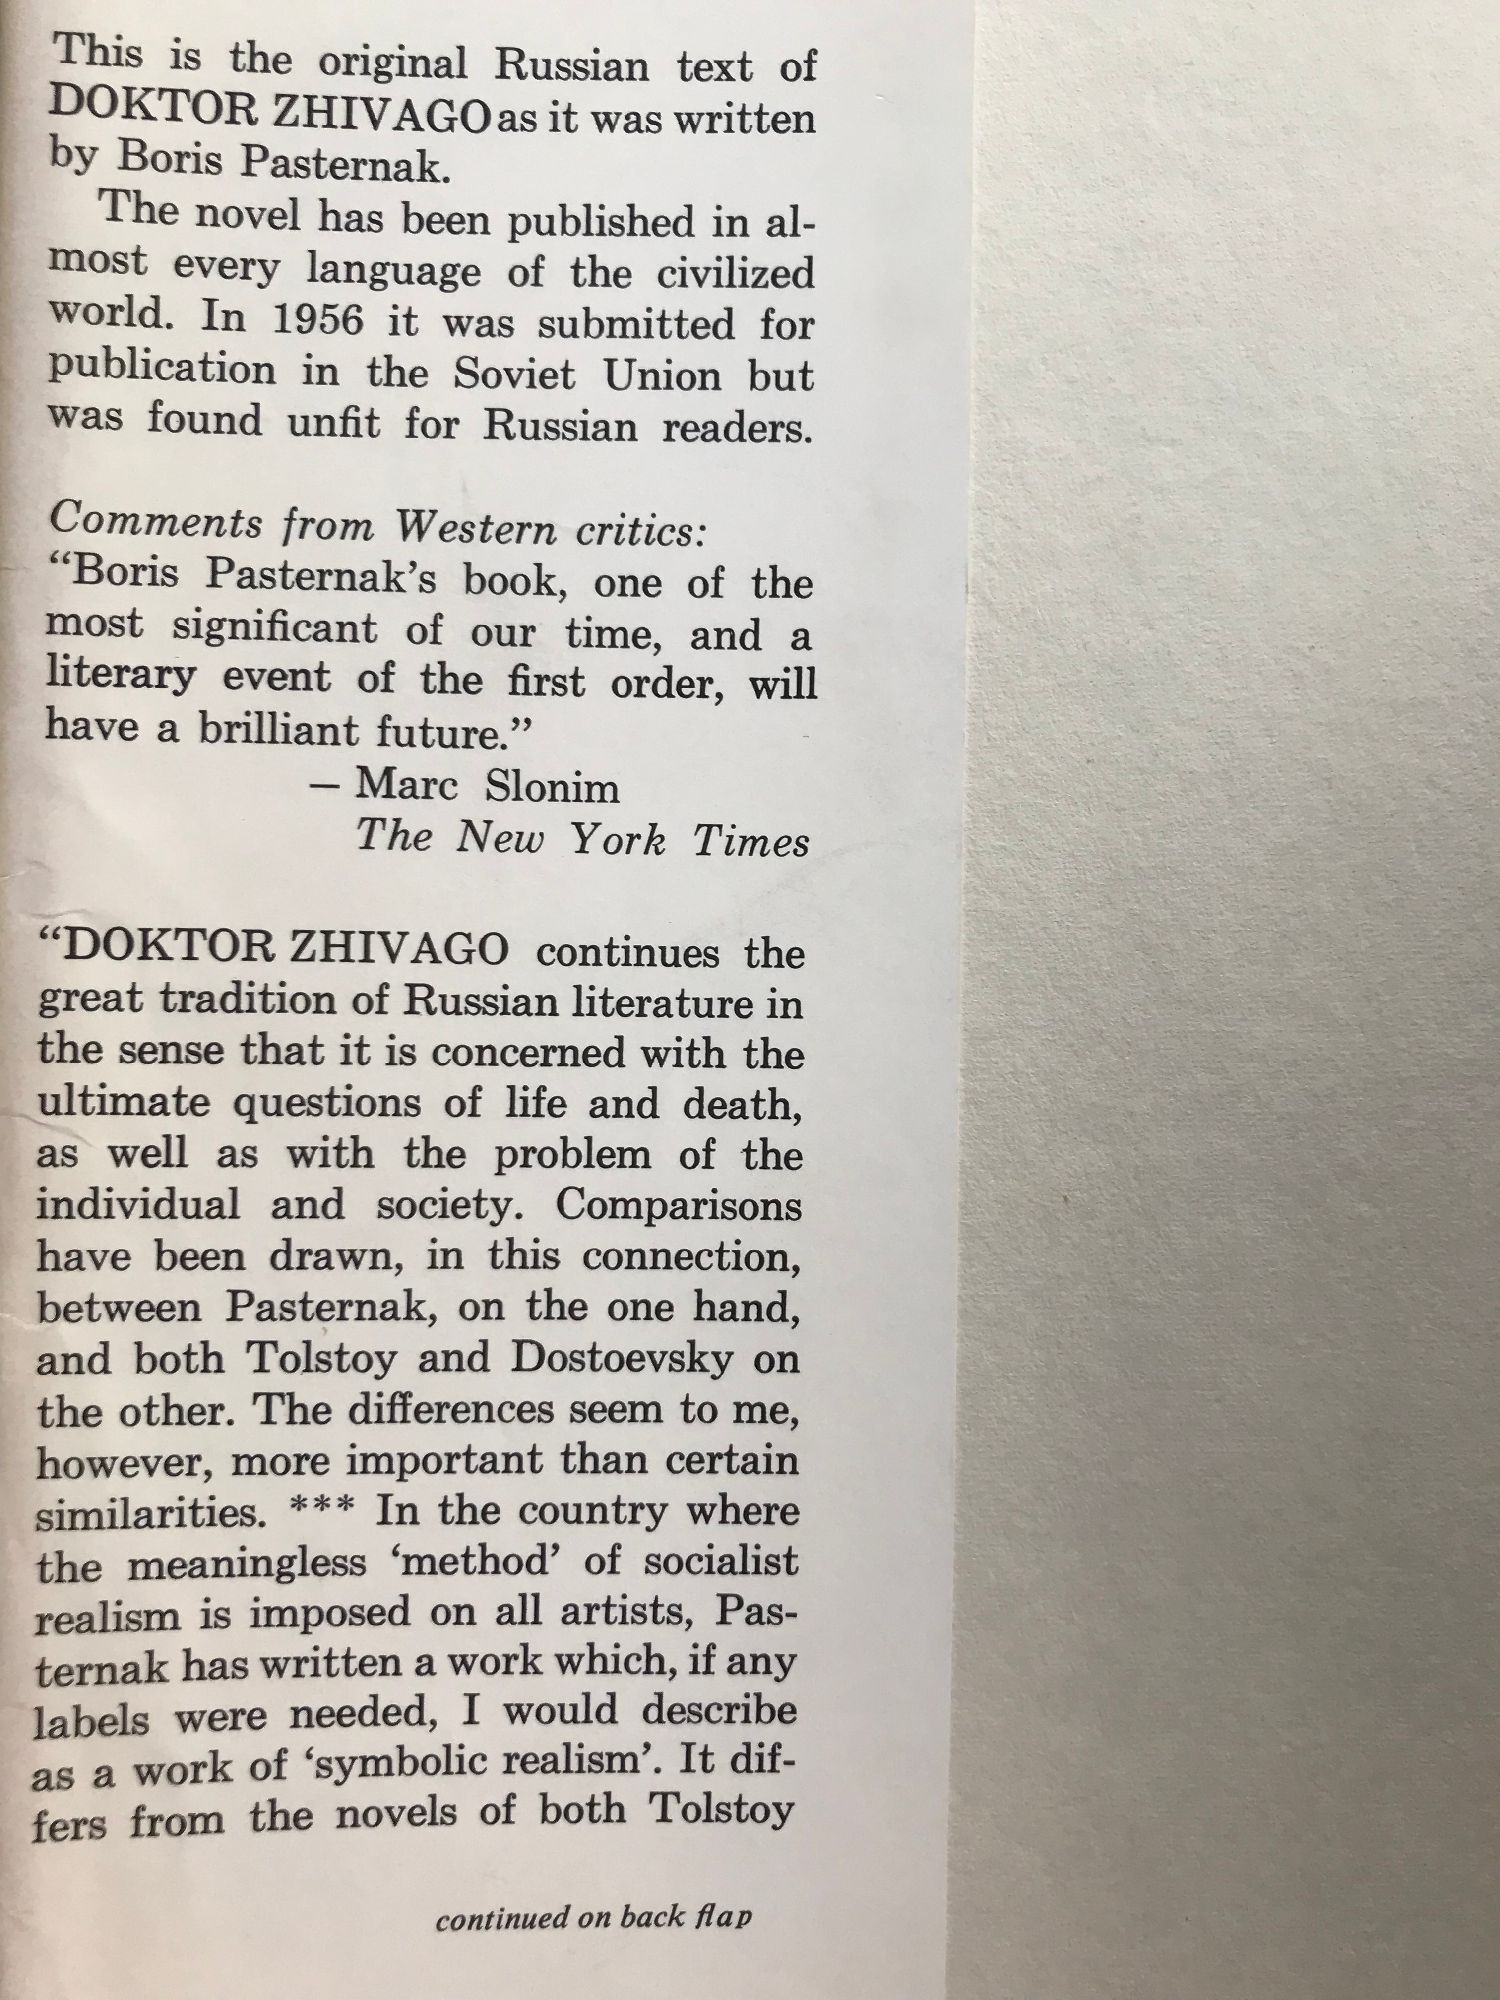 This is the original Russian text of
DOKTOR ZHIVAGO as it was written
by Boris Pasternak.
The novel has been published in al-
most every language of the civilized
world. In 1956 it was submitted for
publication in the Soviet Union but
was found unfit for Russian readers.
Comments from Western critics:
“Boris Pasternak’s book, one of the
most significant of our time, and a
literary event of the first order, will
have a brilliant future.”
— Marc Slonim
The New York Times
“DOKTOR ZHIVAGO continues the
great tradition of Russian literature in
the sense that it is concerned with the
ultimate questions of life and death,
as well as with the problem of the
individual and society. Comparisons
have been drawn, in this connection,
between Pasternak, on the one hand,
and both Tolstoy and Dostoevsky on
the other. The differences seem to me,
however, more important than certain
similarities. *** In the country where
the meaningless ‘method’ of socialist
realism is imposed on all artists, Pas-
ternak has written a work which, if any
labels were needed, I would describe
as a work of ‘symbolic realism’. It dif-
fers from the novels of both Tolstoy
continued on back flap